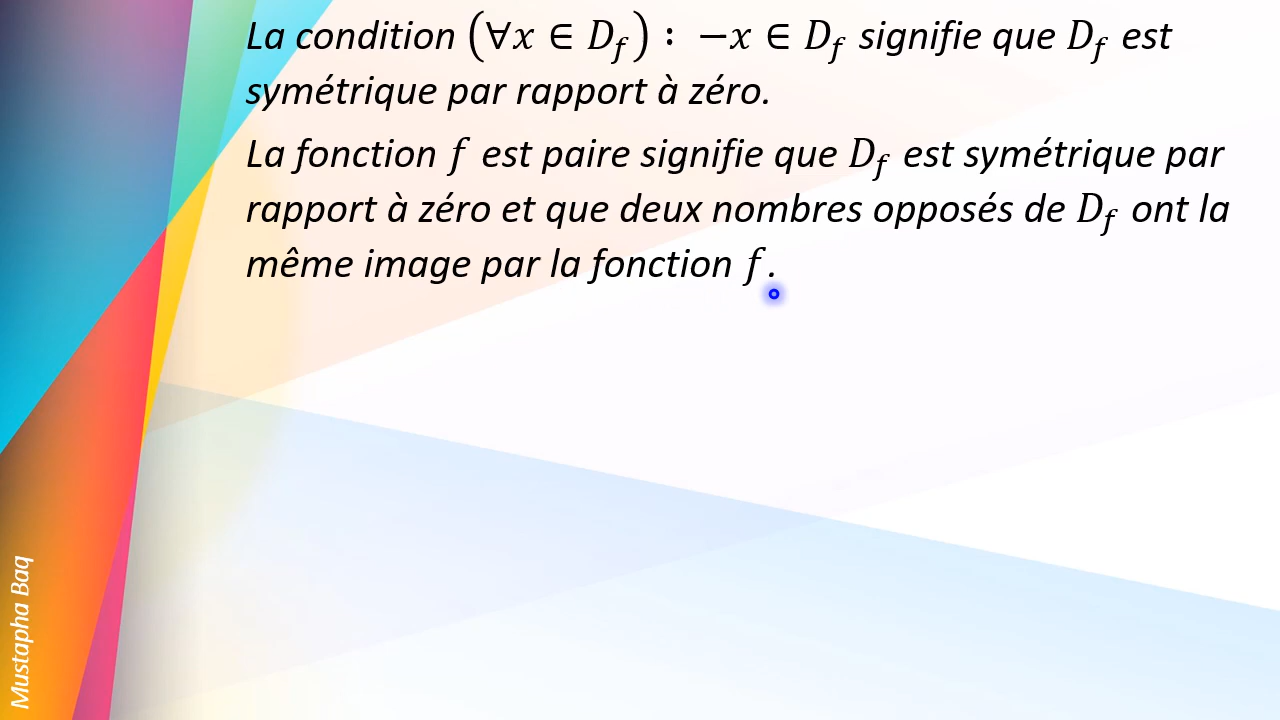 La condition (∀x ∈ D_f) : −x ∈ D_f signifie que D_f est
symétrique par rapport à zéro.
La fonction f est paire signifie que D_f est symétrique par
rapport à zéro et que deux nombres opposés de D_f ont la
même image par la fonction f.
Mustapha Baq